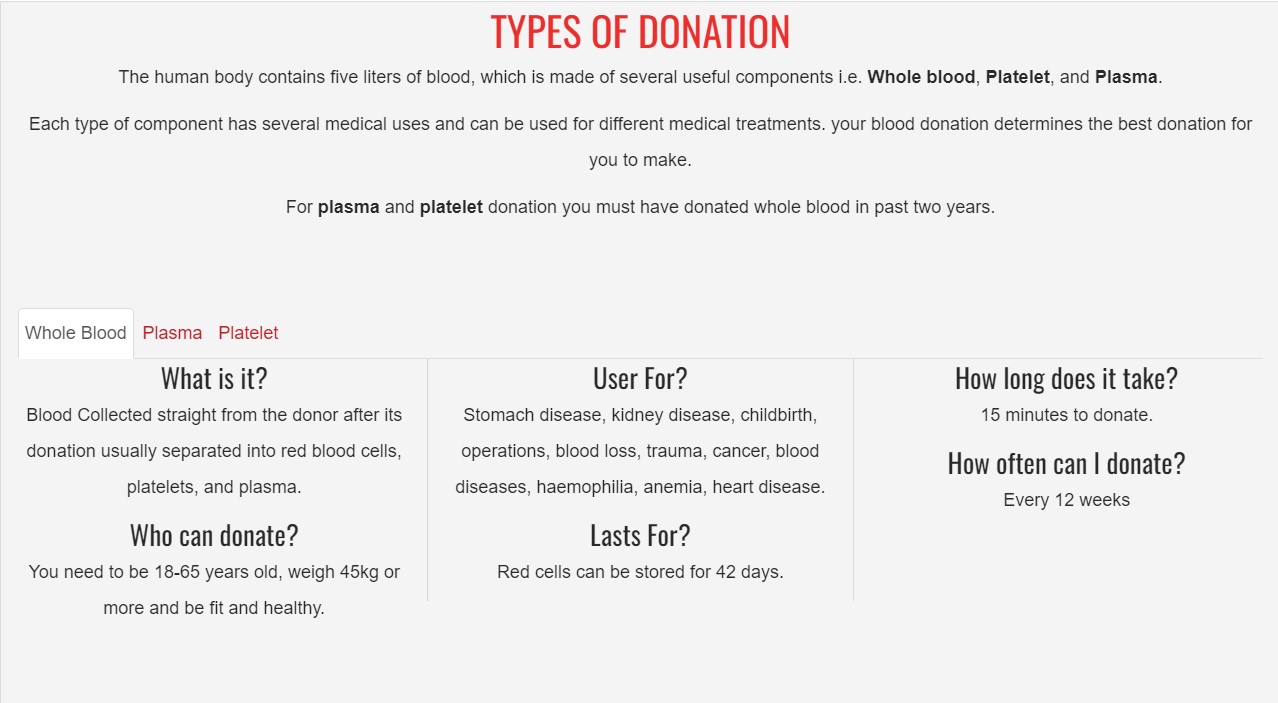 TYPES OF DONATION
The human body contains five liters of blood, which is made of several useful components i.e. Whole blood, Platelet, and Plasma.
Each type of component has several medical uses and can be used for different medical treatments. your blood donation determines the best donation for
you to make.
For plasma and platelet donation you must have donated whole blood in past two years.
Whole Blood Plasma Platelet
What is it?
Blood Collected straight from the donor after its
donation usually separated into red blood cells,
platelets, and plasma.
Who can donate?
You need to be 18-65 years old, weigh 45kg or
more and be fit and healthy.
User For?
Stomach disease, kidney disease, childbirth,
operations, blood loss, trauma, cancer, blood
diseases, haemophilia, anemia, heart disease.
Lasts For?
Red cells can be stored for 42 days.
How long does it take?
15 minutes to donate.
How often can I donate?
Every 12 weeks